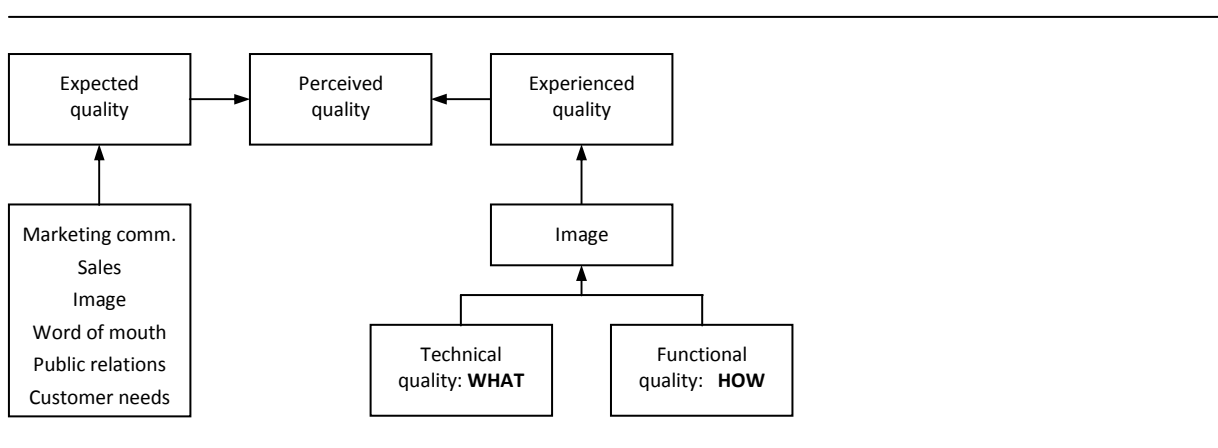 Expected
quality
Perceived
quality
Experienced
quality
Marketing comm.
Sales
Image
Word of mouth
Public relations
Customer needs
Image
Technical
quality: WHAT
Functional
quality: HOW